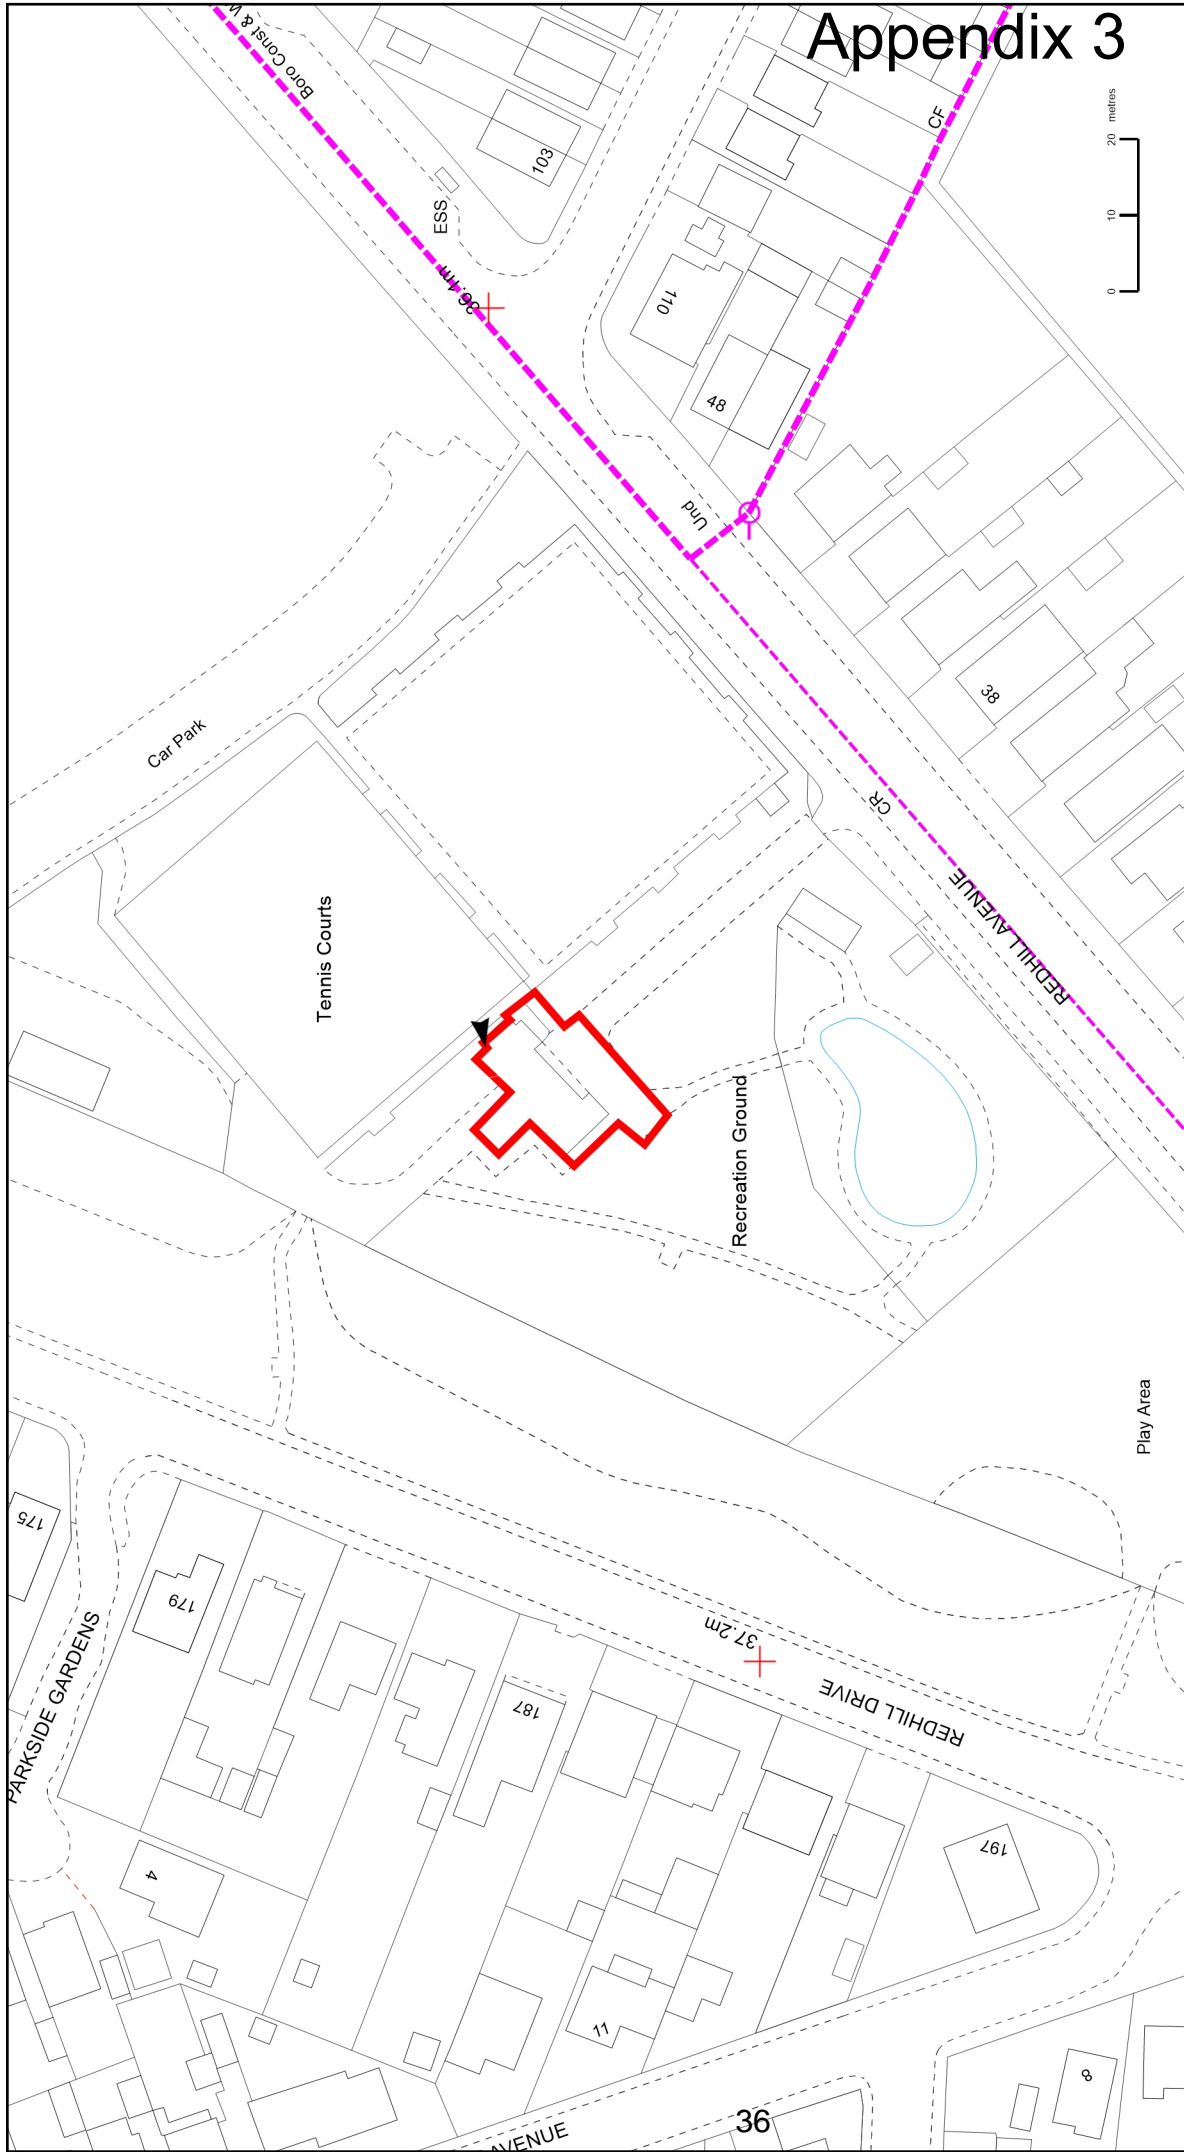 Appendix 3
Boro Const & W
CF
metres
20
10
0
103
ESS
36.1m
110
48
Und
38
Car Park
CR
REDHILL AVENUE
Tennis Courts
Recreation Ground
Play Area
175
179
PARKSIDE GARDENS
37.2m
187
REDHILL DRIVE
197
4
11
8
36
AVENUE